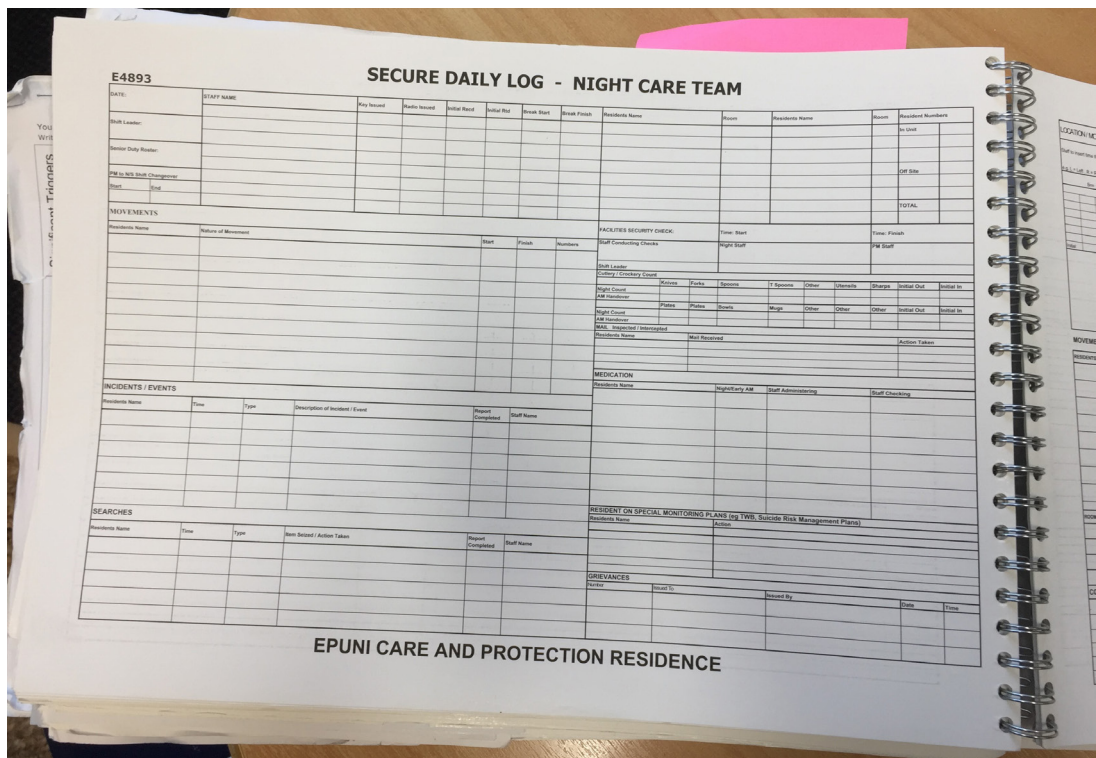 E4893
SECURE DAILY LOG - NIGHT CARE TEAM
DATE: STAFF NAME Key Issued Radio Issued Initial Recd Initial Rtd Break Start Break Finish Residents Name Room Residents Name Room Resident Numbers
In Unit
Shift Leader:
Senior Duty Roster:
Off Site
PM to N/S Shift Changeover
Start End
TOTAL
MOVEMENTS
Residents Name Nature of Movement Start Finish Numbers
FACILITIES SECURITY CHECK: Time: Start Time: Finish
Staff Conducting Checks Night Staff PM Staff
Shift Leader
Cutlery / Crockery Count
Knives Forks Spoons T Spoons Other Utensils Sharps Initial Out Initial In
Night Count
AM Handover
Plates Plates Bowls Mugs Other Other Other Initial Out Initial In
Night Count
AM Handover
MAIL Inspected / Intercepted
Residents Name Mail Received Action Taken
MEDICATION
Residents Name Night/Early AM Staff Administering Staff Checking
INCIDENTS / EVENTS
Residents Name Time Type Description of Incident / Event Report Completed Staff Name
RESIDENT ON SPECIAL MONITORING PLANS (eg TWB, Suicide Risk Management Plans)
Residents Name Action
SEARCHES
Residents Name Time Type Item Seized / Action Taken Report Completed Staff Name
GRIEVANCES
Number Issued To Issued By Date Time
EPUNI CARE AND PROTECTION RESIDENCE